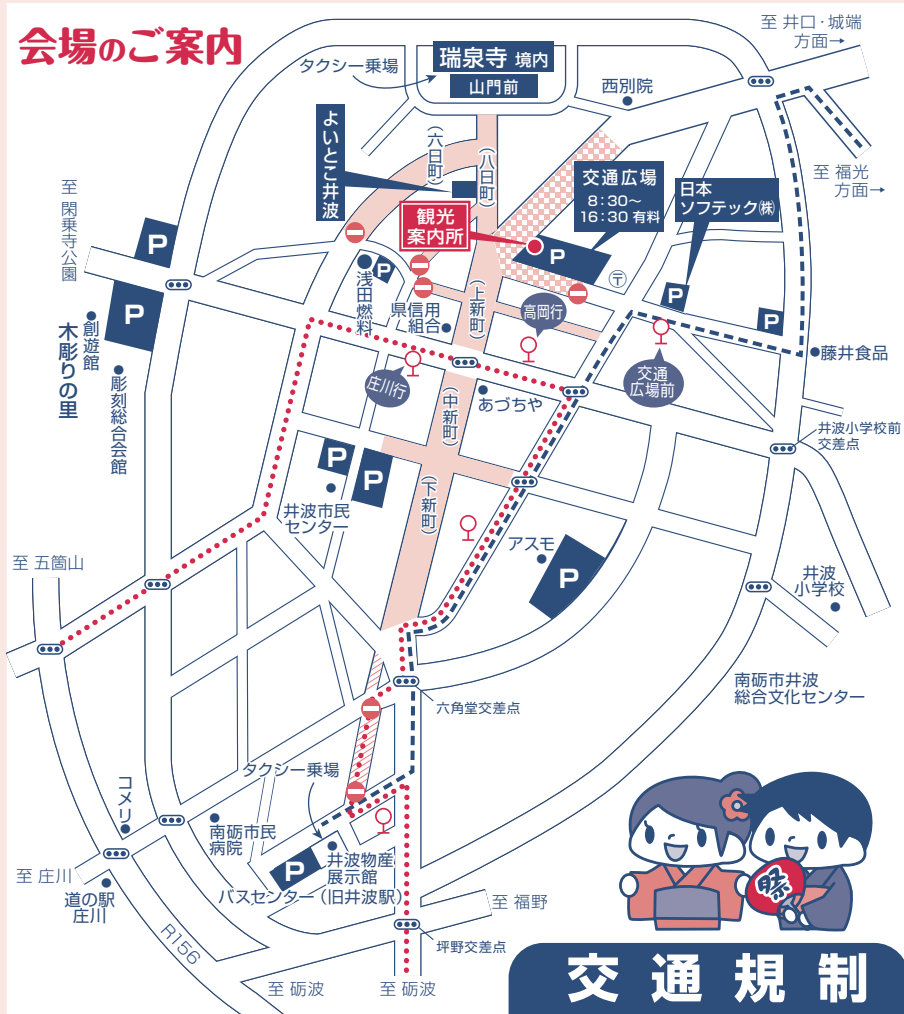 会場のご案内
至 井口・城端
方面→
瑞泉寺 境内
山門前
タクシー乗場
西別院
よいとこ井波
(六日町)
(八日町)
交通広場
8:30～
16:30 有料
日本
ソフテック㈱
至 福光
方面→
至 閑乗寺公園
観光
案内所
P
P
〒
P
P
浅田燃料
県信用
組合
(上新町)
高岡行
P
P
藤井食品
創遊館
木彫りの里
彫刻総合会館
庄川行
あづちや
交通
広場前
(中新町)
井波小学校前
交差点
P
P
井波市民
センター
(下新町)
アスモ
P
井波
小学校
至 五箇山
南砺市井波
総合文化センター
六角堂交差点
タクシー乗場
コメリ
南砺市民
病院
井波物産
展示館
P
バスセンター(旧井波駅)
至 庄川
道の駅
庄川
R156
至 福野
坪野交差点
至 砺波
至 砺波
祭
交通規制